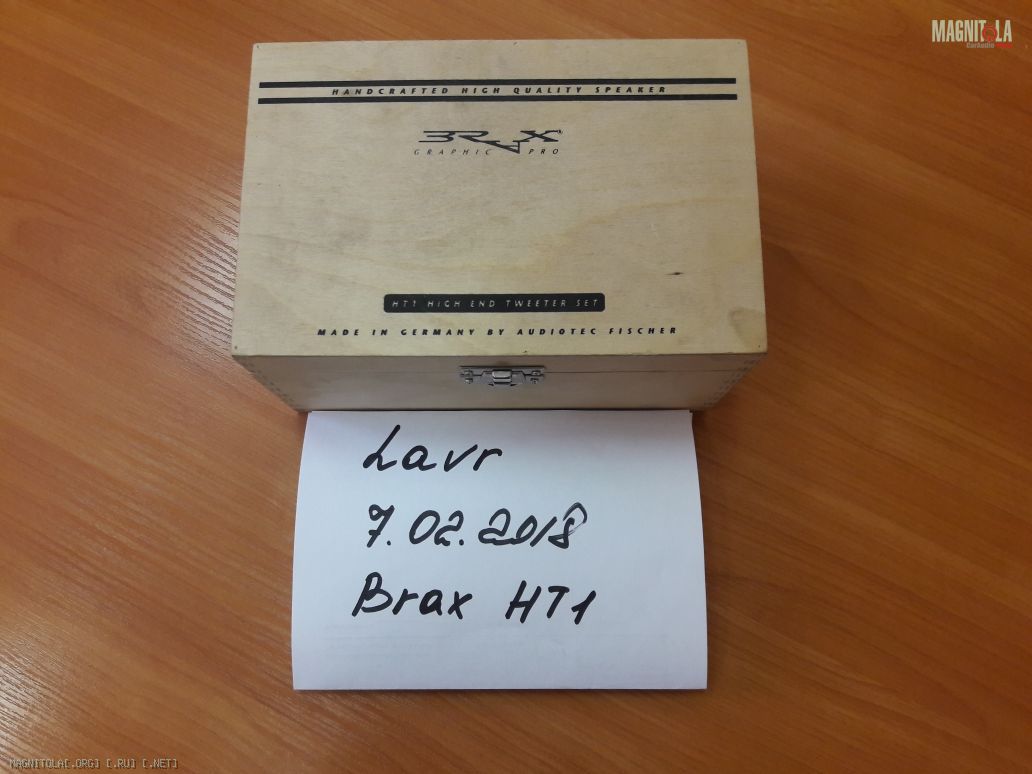 MAGNITOLA
CarAudio
HANDCRAFTED HIGH QUALITY SPEAKER
BRAX
GRAPHIC PRO
HT1 HIGH END TWEETER SET
MADE IN GERMANY BY AUDIOTEC FISCHER
Lavr
7.02.2018
Brax HT1
MAGNITOLA[.ORG] [.RU] [.NET]